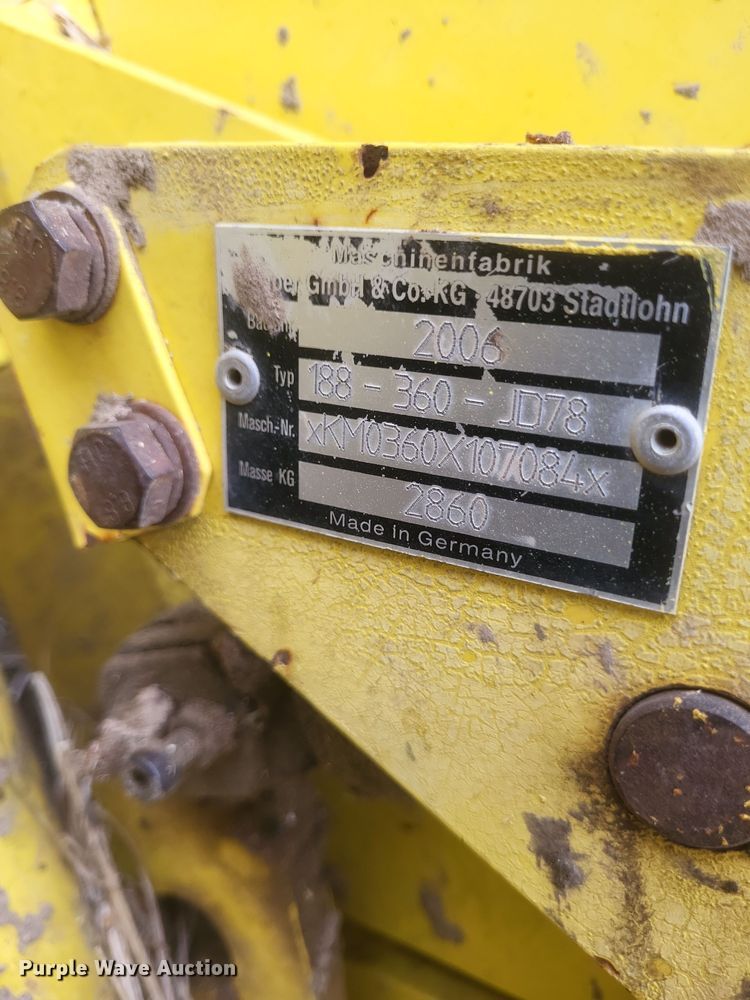 Maschinenfabrik
GmbH & Co. KG 48703 Stadtlohn
2006
Typ 188 - 360 - JD78
Masch.-Nr. xKM0360X107084x
Masse KG 2860
Made in Germany
Purple Wave Auction